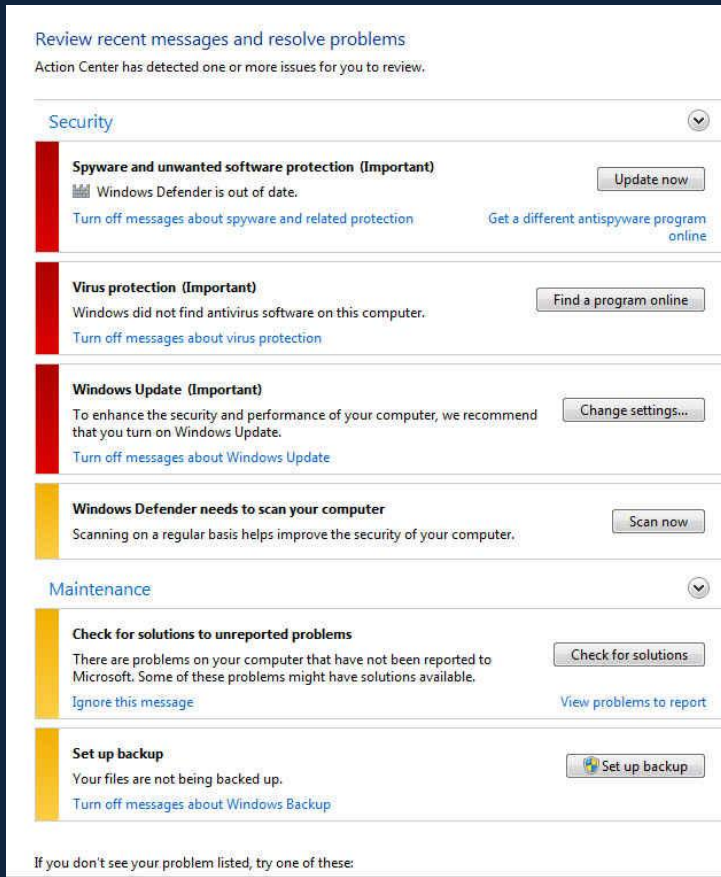 Review recent messages and resolve problems
Action Center has detected one or more issues for you to review.
Security
Spyware and unwanted software protection (Important)
Update now
Windows Defender is out of date.
Turn off messages about spyware and related protection
Get a different antispyware program
online
Virus protection (Important)
Find a program online
Windows did not find antivirus software on this computer.
Turn off messages about virus protection
Windows Update (Important)
Change settings...
To enhance the security and performance of your computer, we recommend
that you turn on Windows Update.
Turn off messages about Windows Update
Windows Defender needs to scan your computer
Scan now
Scanning on a regular basis helps improve the security of your computer.
Maintenance
Check for solutions to unreported problems
Check for solutions
There are problems on your computer that have not been reported to
Microsoft. Some of these problems might have solutions available.
Ignore this message
View problems to report
Set up backup
Set up backup
Your files are not being backed up.
Turn off messages about Windows Backup
If you don't see your problem listed, try one of these: